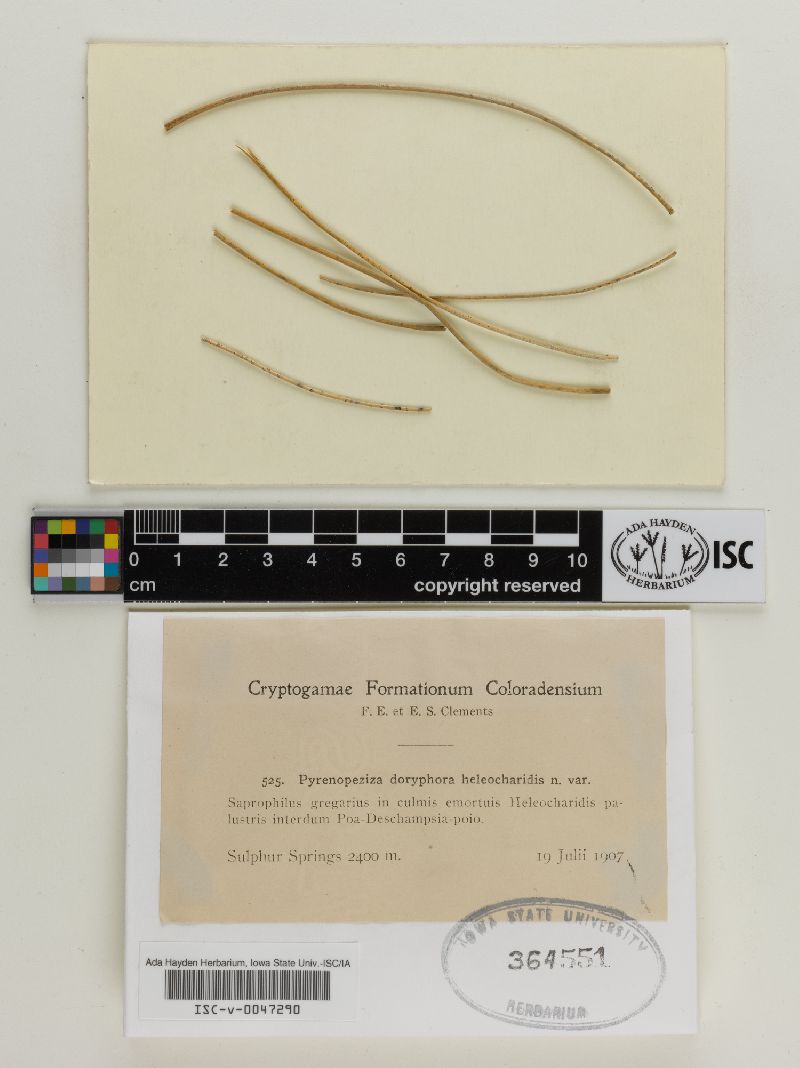 0 1 2 3 4 5 6 7 8 9 10
cm
copyright reserved
ADA HAYDEN
HERBARIUM
ISC
Cryptogamae Formationum Coloradensium
F. E. et E. S. Clements
525. Pyrenopeziza doryphora heleocharidis n. var.
Saprophilus gregarius in culmis emortuis Heleocharidis pa-
lustris interdum Poa-Deschampsia-poio.
Sulphur Springs 2400 m. 19 Julii 1907
IOWA STATE UNIVERSITY
364551
HERBARIUM
Ada Hayden Herbarium, Iowa State Univ.-ISC/IA
ISC-v-0047290